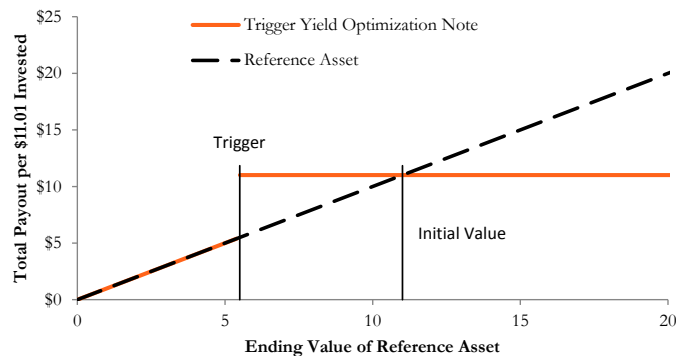 $25
$20
$15
$10
$5
$0
Total Payout per $11.01 Invested
Trigger Yield Optimization Note
Reference Asset
Trigger
Initial Value
0
5
10
15
20
Ending Value of Reference Asset